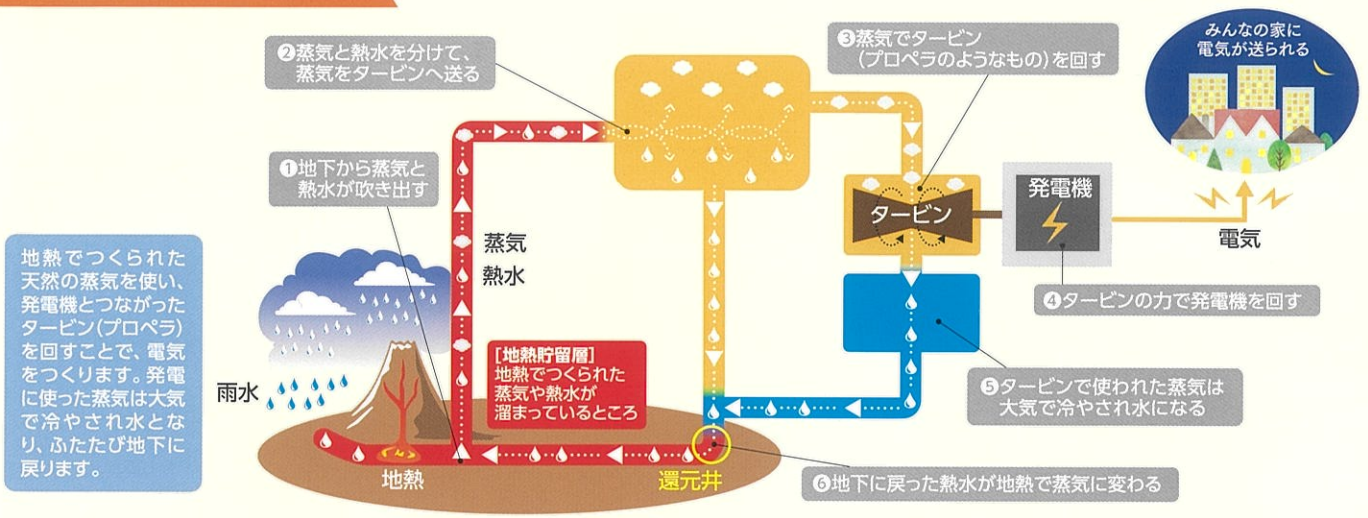 ❷蒸気と熱水を分けて、
蒸気をタービンへ送る
❸蒸気でタービン
(プロペラのようなもの)を回す
みんなの家に
電気が送られる
❶地下から蒸気と
熱水が吹き出す
タービン
発電機
電気
蒸気
熱水
❹タービンの力で発電機を回す
地熱でつくられた
天然の蒸気を使い、
発電機とつながった
タービン(プロペラ)
を回すことで、電気
をつくります。発電
に使った蒸気は大気
で冷やされ水とな
り、ふたたび地下に
戻ります。
雨水
[地熱貯留層]
地熱でつくられた
蒸気や熱水が
溜まっているところ
❺タービンで使われた蒸気は
大気で冷やされ水になる
地熱
還元井
❻地下に戻った熱水が地熱で蒸気に変わる